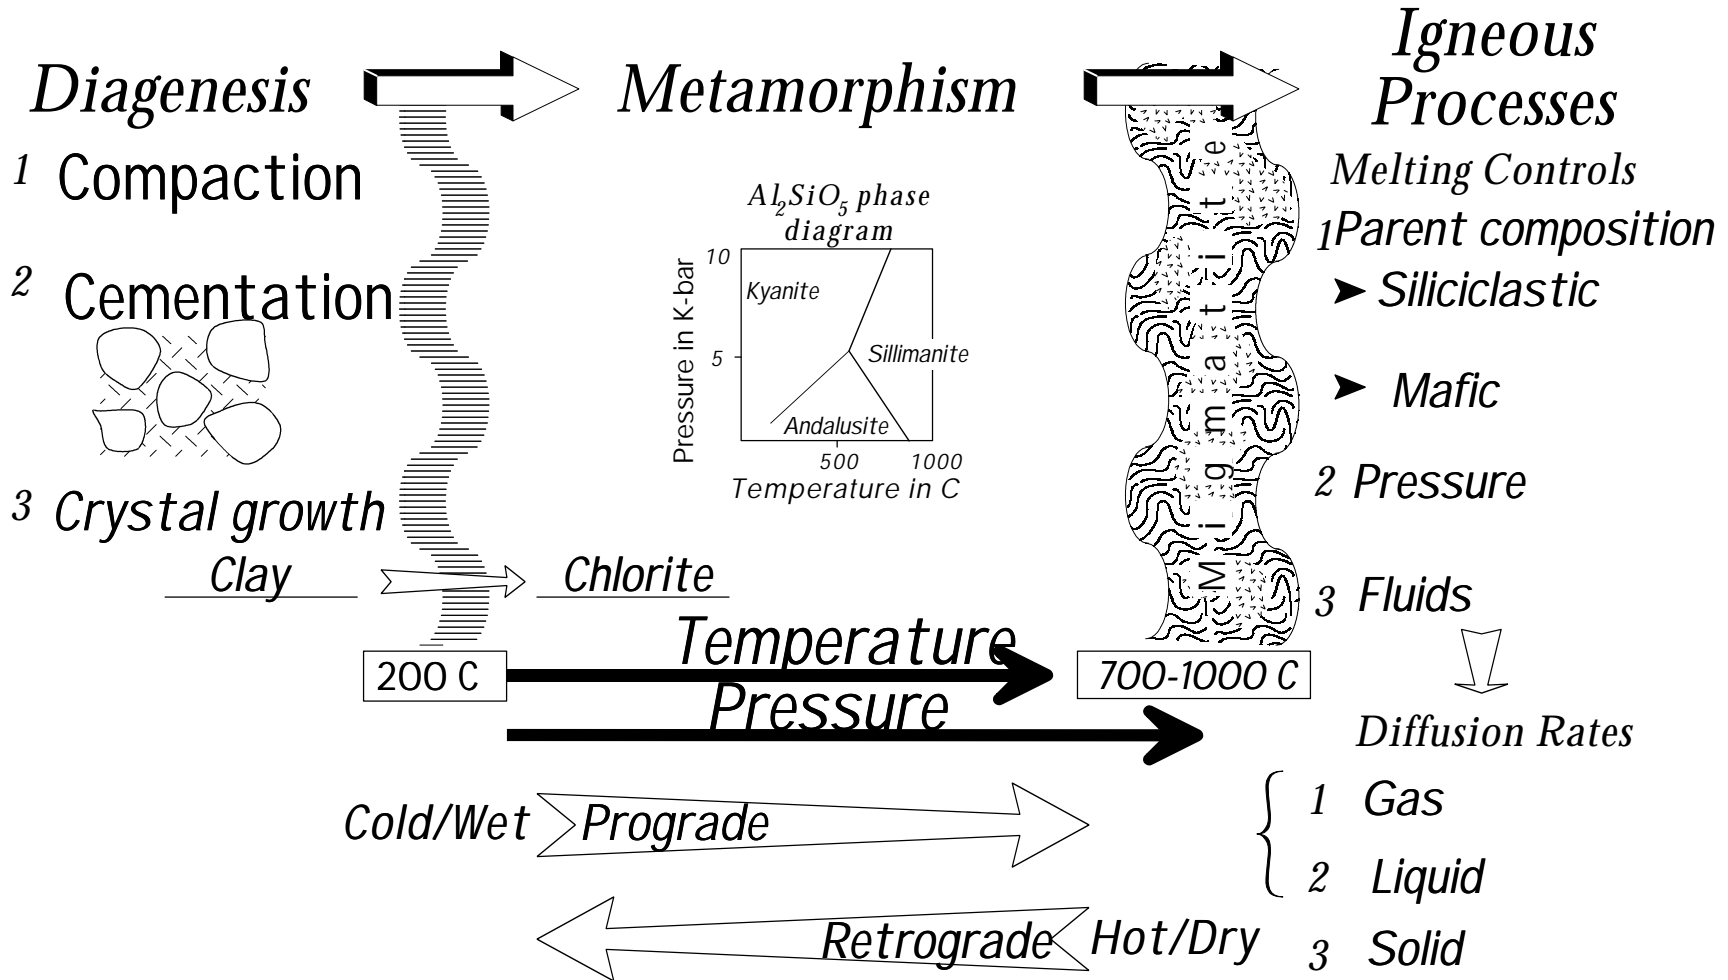 Diagenesis
1 Compaction
2 Cementation
3 Crystal growth
Clay
Chlorite
Metamorphism
Al2SiO5 phase
diagram
Pressure in K-bar
10
5
Kyanite
Sillimanite
Andalusite
500 1000
Temperature in C
Migmatite
Igneous
Processes
Melting Controls
1 Parent composition
➤ Siliciclastic
➤ Mafic
2 Pressure
3 Fluids
Diffusion Rates
1 Gas
2 Liquid
3 Solid
Temperature
200 C
700-1000 C
Pressure
Cold/Wet Prograde
Retrograde Hot/Dry